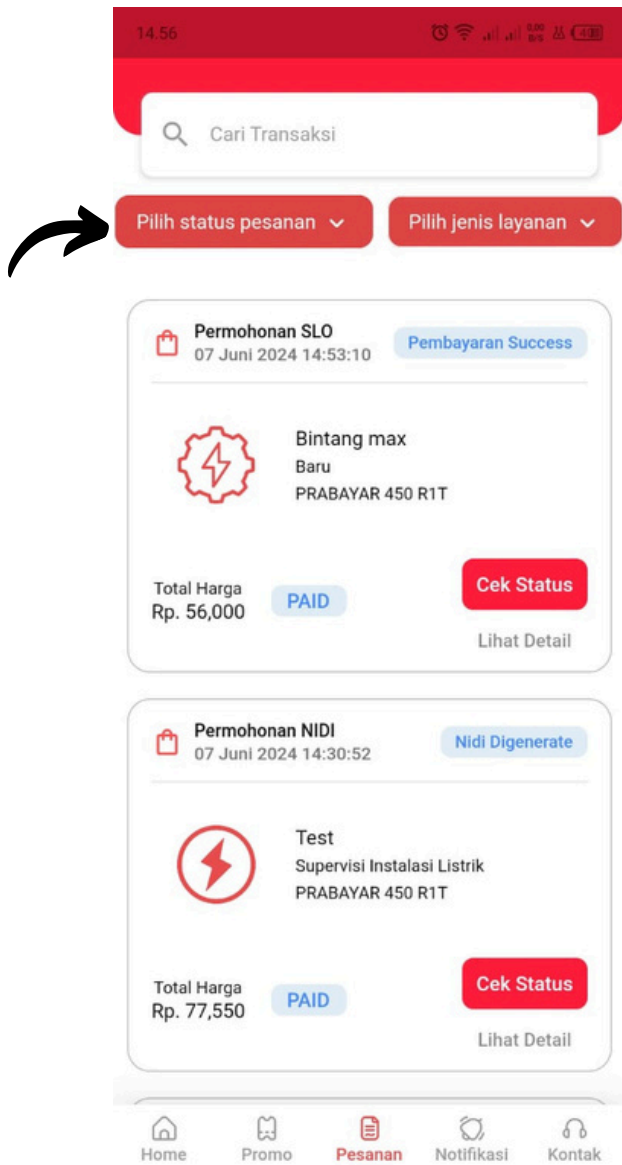 14.56
0,00
B/S
Cari Transaksi
Pilih status pesanan
Pilih jenis layanan
Permohonan SLO
07 Juni 2024 14:53:10
Pembayaran Success
Bintang max
Baru
PRABAYAR 450 R1T
Total Harga
Rp. 56,000
PAID
Cek Status
Lihat Detail
Permohonan NIDI
07 Juni 2024 14:30:52
Nidi Digenerate
Test
Supervisi Instalasi Listrik
PRABAYAR 450 R1T
Total Harga
Rp. 77,550
PAID
Cek Status
Lihat Detail
Home
Promo
Pesanan
Notifikasi
Kontak